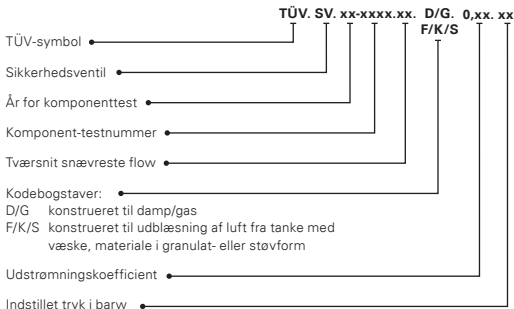 TÜV. SV. xx-xxxx.xx. D/G. 0,xx. xx
F/K/S
TÜV-symbol
Sikkerhedsventil
År for komponenttest
Komponent-testnummer
Tværsnit snævreste flow
Kodebogstaver:
D/G konstrueret til damp/gas
F/K/S konstrueret til udblæsning af luft fra tanke med
væske, materiale i granulat- eller støvform
Udstrømningskoefficient
Indstillet tryk i barw